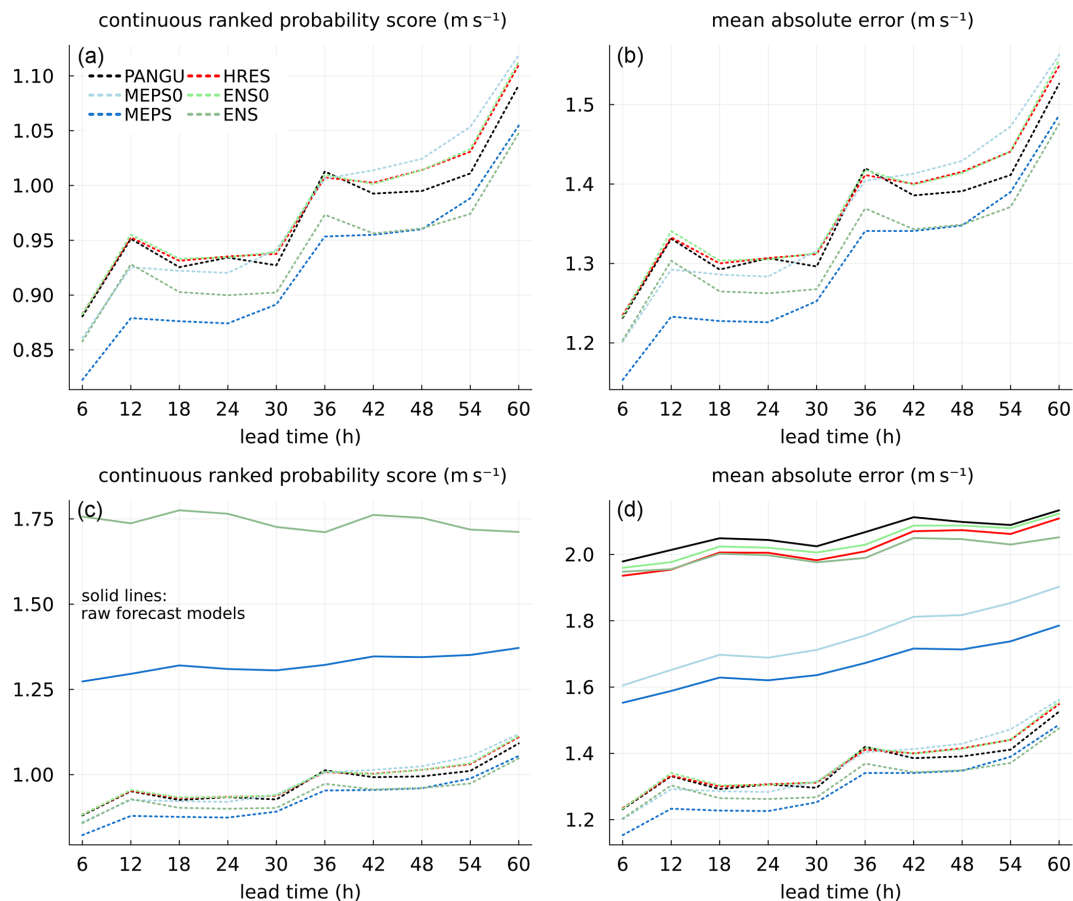 continuous ranked probability score (m s⁻¹)
(a)
PANGU HRES
MEPS0 ENS0
MEPS ENS
1.10
1.05
1.00
0.95
0.90
0.85
6 12 18 24 30 36 42 48 54 60
lead time (h)
mean absolute error (m s⁻¹)
(b)
1.5
1.4
1.3
1.2
6 12 18 24 30 36 42 48 54 60
lead time (h)
continuous ranked probability score (m s⁻¹)
(c)
1.75
solid lines:
raw forecast models
1.50
1.25
1.00
6 12 18 24 30 36 42 48 54 60
lead time (h)
mean absolute error (m s⁻¹)
(d)
2.0
1.8
1.6
1.4
1.2
6 12 18 24 30 36 42 48 54 60
lead time (h)